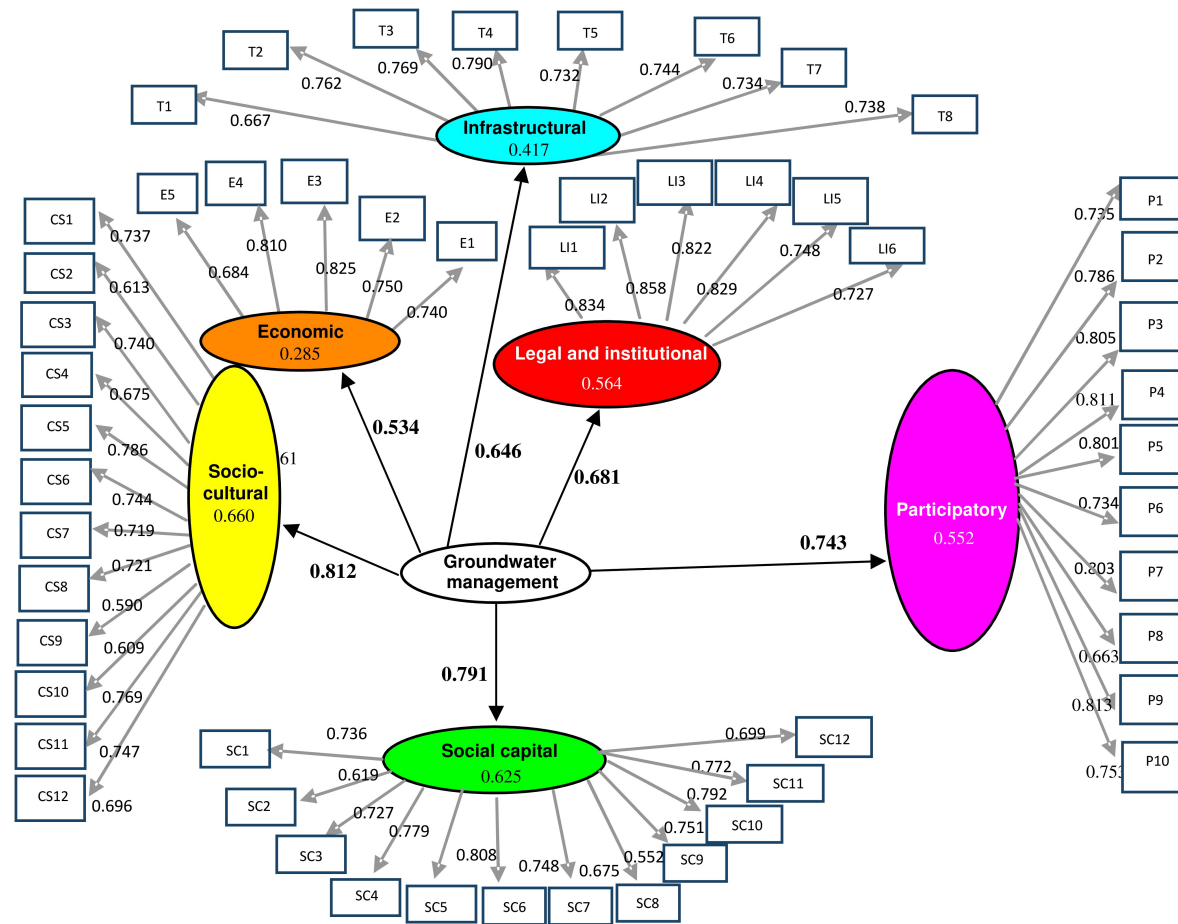 T3
T4
T5
T6
T2
T7
T1
T8
0.769
0.790
0.732
0.744
0.762
0.734
0.667
0.738
Infrastructural
0.417
E5
E4
E3
E2
E1
0.684
0.810
0.825
0.750
0.740
Economic
0.285
LI1
LI2
LI3
LI4
LI5
LI6
0.834
0.858
0.822
0.829
0.748
0.727
Legal and institutional
0.564
CS1
CS2
CS3
CS4
CS5
CS6
CS7
CS8
CS9
CS10
CS11
CS12
0.737
0.613
0.740
0.675
0.786
0.744
0.719
0.721
0.590
0.609
0.769
0.747
0.696
61
Socio-
cultural
0.660
0.534
0.646
0.681
0.812
0.743
0.791
Groundwater
management
Participatory
0.552
P1
P2
P3
P4
P5
P6
P7
P8
P9
P10
0.735
0.786
0.805
0.811
0.801
0.734
0.803
0.663
0.813
0.753
Social capital
0.625
SC1
SC2
SC3
SC4
SC5
SC6
SC7
SC8
SC9
SC10
SC11
SC12
0.736
0.619
0.727
0.779
0.808
0.748
0.675
0.552
0.751
0.792
0.772
0.699